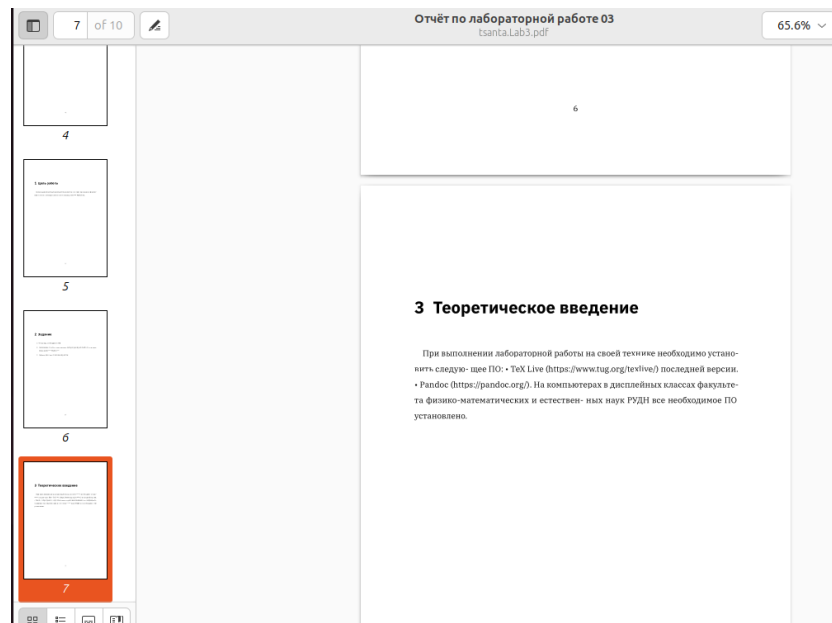 7 of 10
Отчёт по лабораторной работе 03
tsanta.Lab3.pdf
65.6%
4
5
6
7
6
3 Теоретическое введение
При выполнении лабораторной работы на своей технике необходимо устано-
вить следую- щее ПО: • TeX Live (https://www.tug.org/texlive/) последней версии.
• Pandoc (https://pandoc.org/). На компьютерах в дисплейных классах факульте-
та физико-математических и естествен- ных наук РУДН все необходимое ПО
установлено.